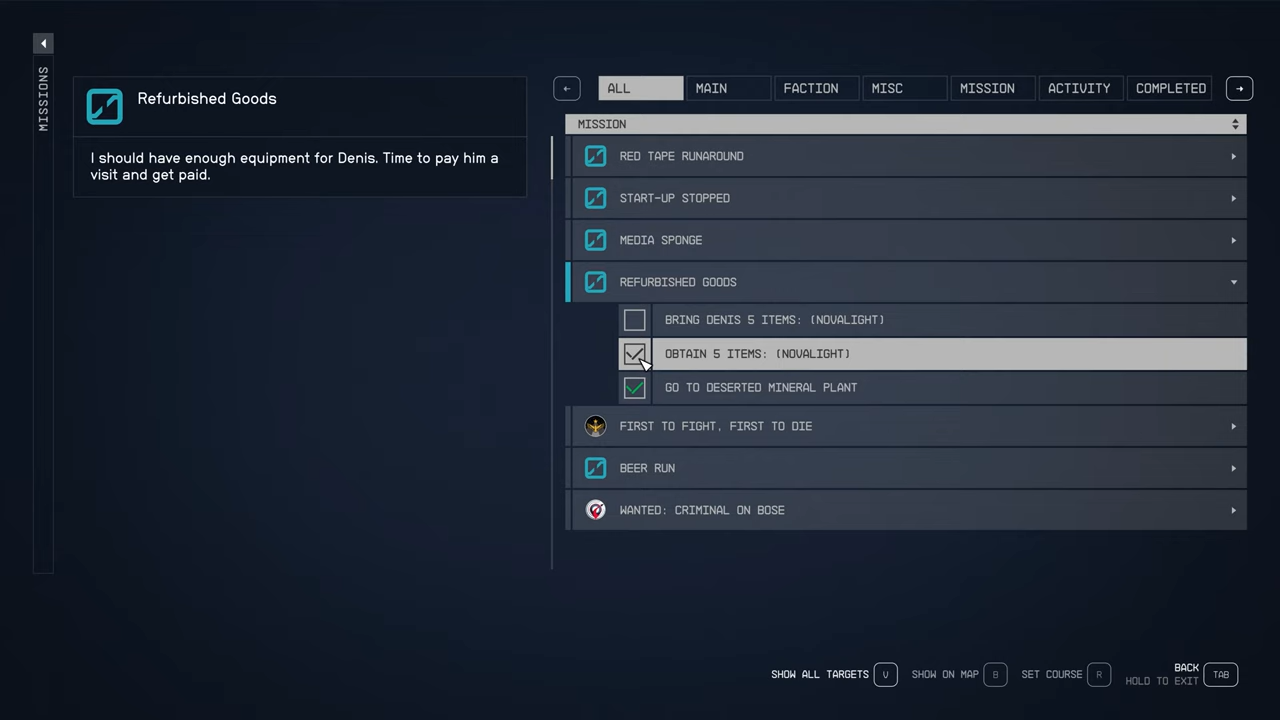 MISSIONS
Refurbished Goods
I should have enough equipment for Denis. Time to pay him a
visit and get paid.
ALL MAIN FACTION MISC MISSION ACTIVITY COMPLETED
MISSION
RED TAPE RUNAROUND
START-UP STOPPED
MEDIA SPONGE
REFURBISHED GOODS
BRING DENIS 5 ITEMS: (NOVALIGHT)
OBTAIN 5 ITEMS: (NOVALIGHT)
GO TO DESERTED MINERAL PLANT
FIRST TO FIGHT, FIRST TO DIE
BEER RUN
WANTED: CRIMINAL ON BOSE
SHOW ALL TARGETS V SHOW ON MAP B SET COURSE R BACK TAB
HOLD TO EXIT